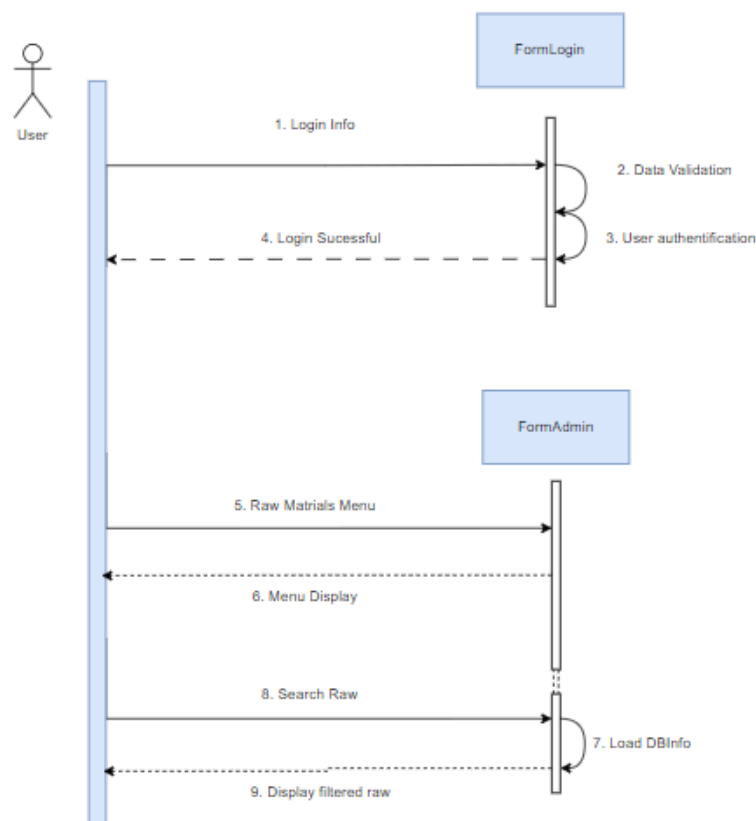 FormLogin
User
1. Login Info
2. Data Validation
4. Login Sucessful
3. User authentification
FormAdmin
5. Raw Matrials Menu
6. Menu Display
8. Search Raw
7. Load DBInfo
9. Display filtered raw